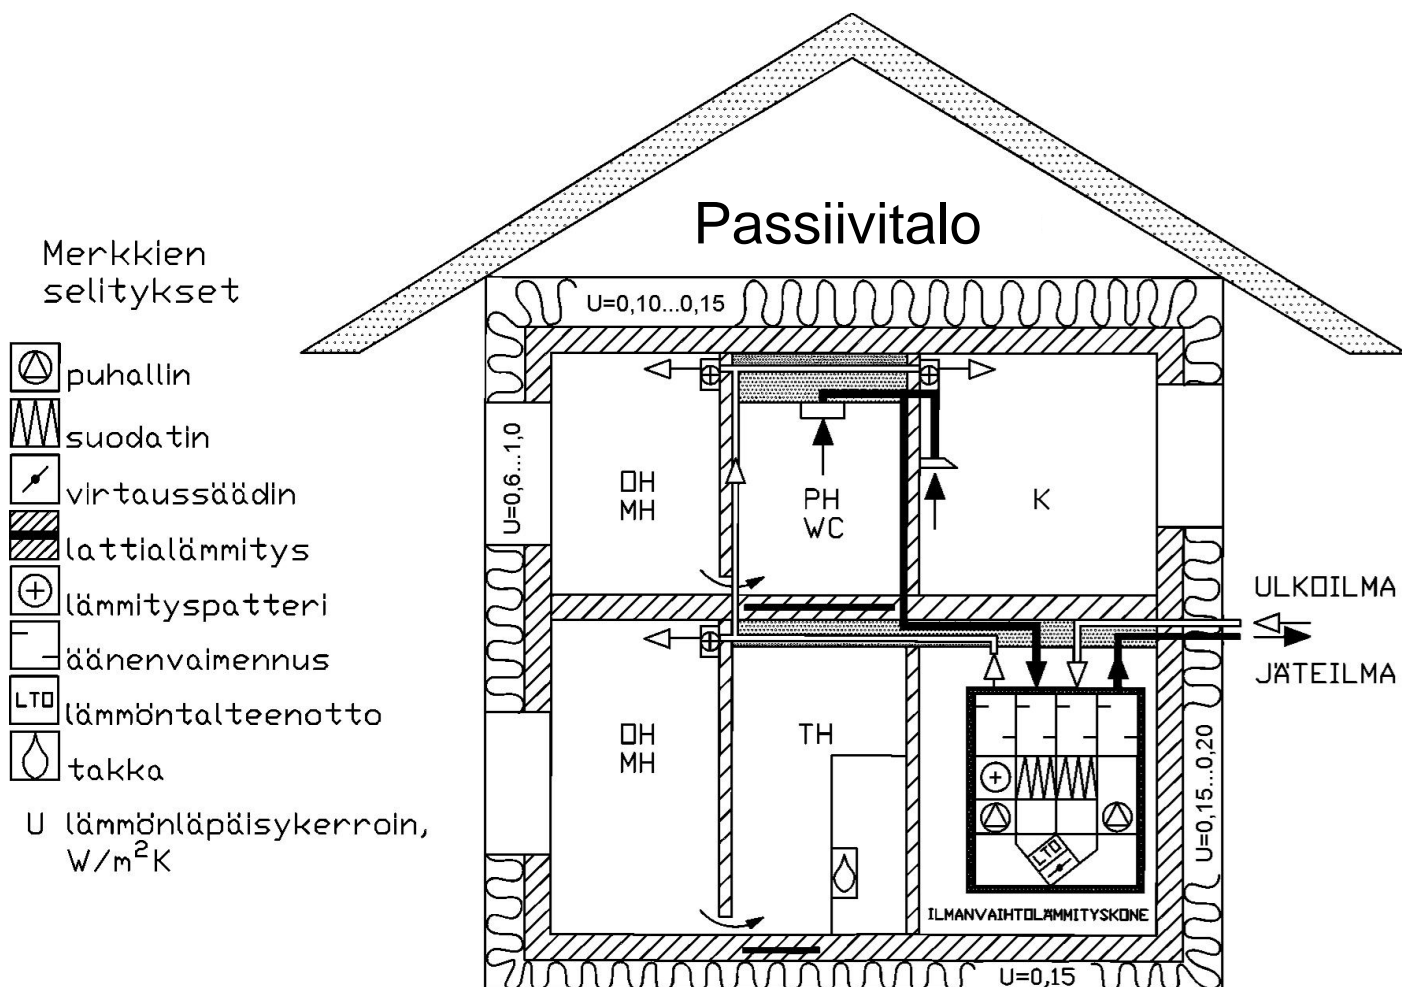 Passiivitalo
Merkkien
selitykset
puhallin
suodatin
virtaussäädin
lattialämmitys
lämmityspatteri
äänenvaimennus
LTO lämmöntalteenotto
takka
U lämmönläpäisykerroin,
W/m²K
U=0,10...0,15
U=0,6...1,0
OH
MH
PH
WC
K
ULKOILMA
JÄTEILMA
OH
MH
TH
LTO
U=0,15...0,20
ILMANVAIHTOLÄMMITYSKONE
U=0,15